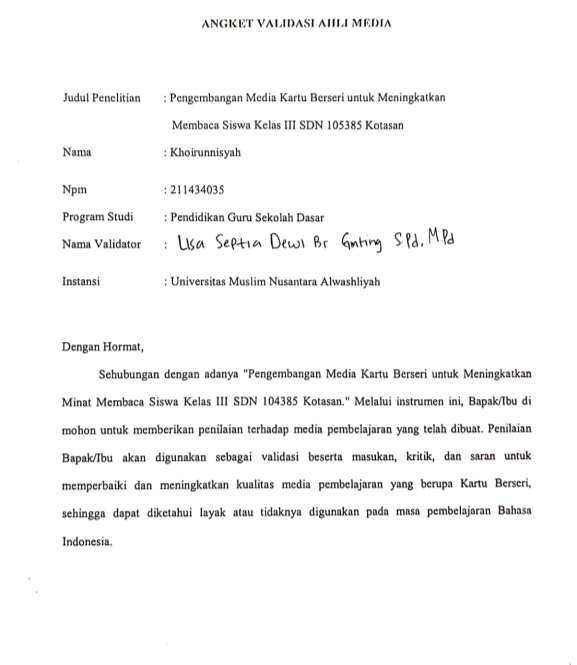 ANGKET VALIDASI AHLI MEDIA
Judul Penelitian : Pengembangan Media Kartu Berseri untuk Meningkatkan
Membaca Siswa Kelas III SDN 105385 Kotasan
Nama : Khoirunnisyah
Npm : 211434035
Program Studi : Pendidikan Guru Sekolah Dasar
Nama Validator : Lisa Septia Dewi Br Ginting S.Pd, M.Pd
Instansi : Universitas Muslim Nusantara Alwashliyah
Dengan Hormat,
Sehubungan dengan adanya "Pengembangan Media Kartu Berseri untuk Meningkatkan
Minat Membaca Siswa Kelas III SDN 104385 Kotasan." Melalui instrumen ini, Bapak/Ibu di
mohon untuk memberikan penilaian terhadap media pembelajaran yang telah dibuat. Penilaian
Bapak/Ibu akan digunakan sebagai validasi beserta masukan, kritik, dan saran untuk
memperbaiki dan meningkatkan kualitas media pembelajaran yang berupa Kartu Berseri,
sehingga dapat diketahui layak atau tidaknya digunakan pada masa pembelajaran Bahasa
Indonesia.